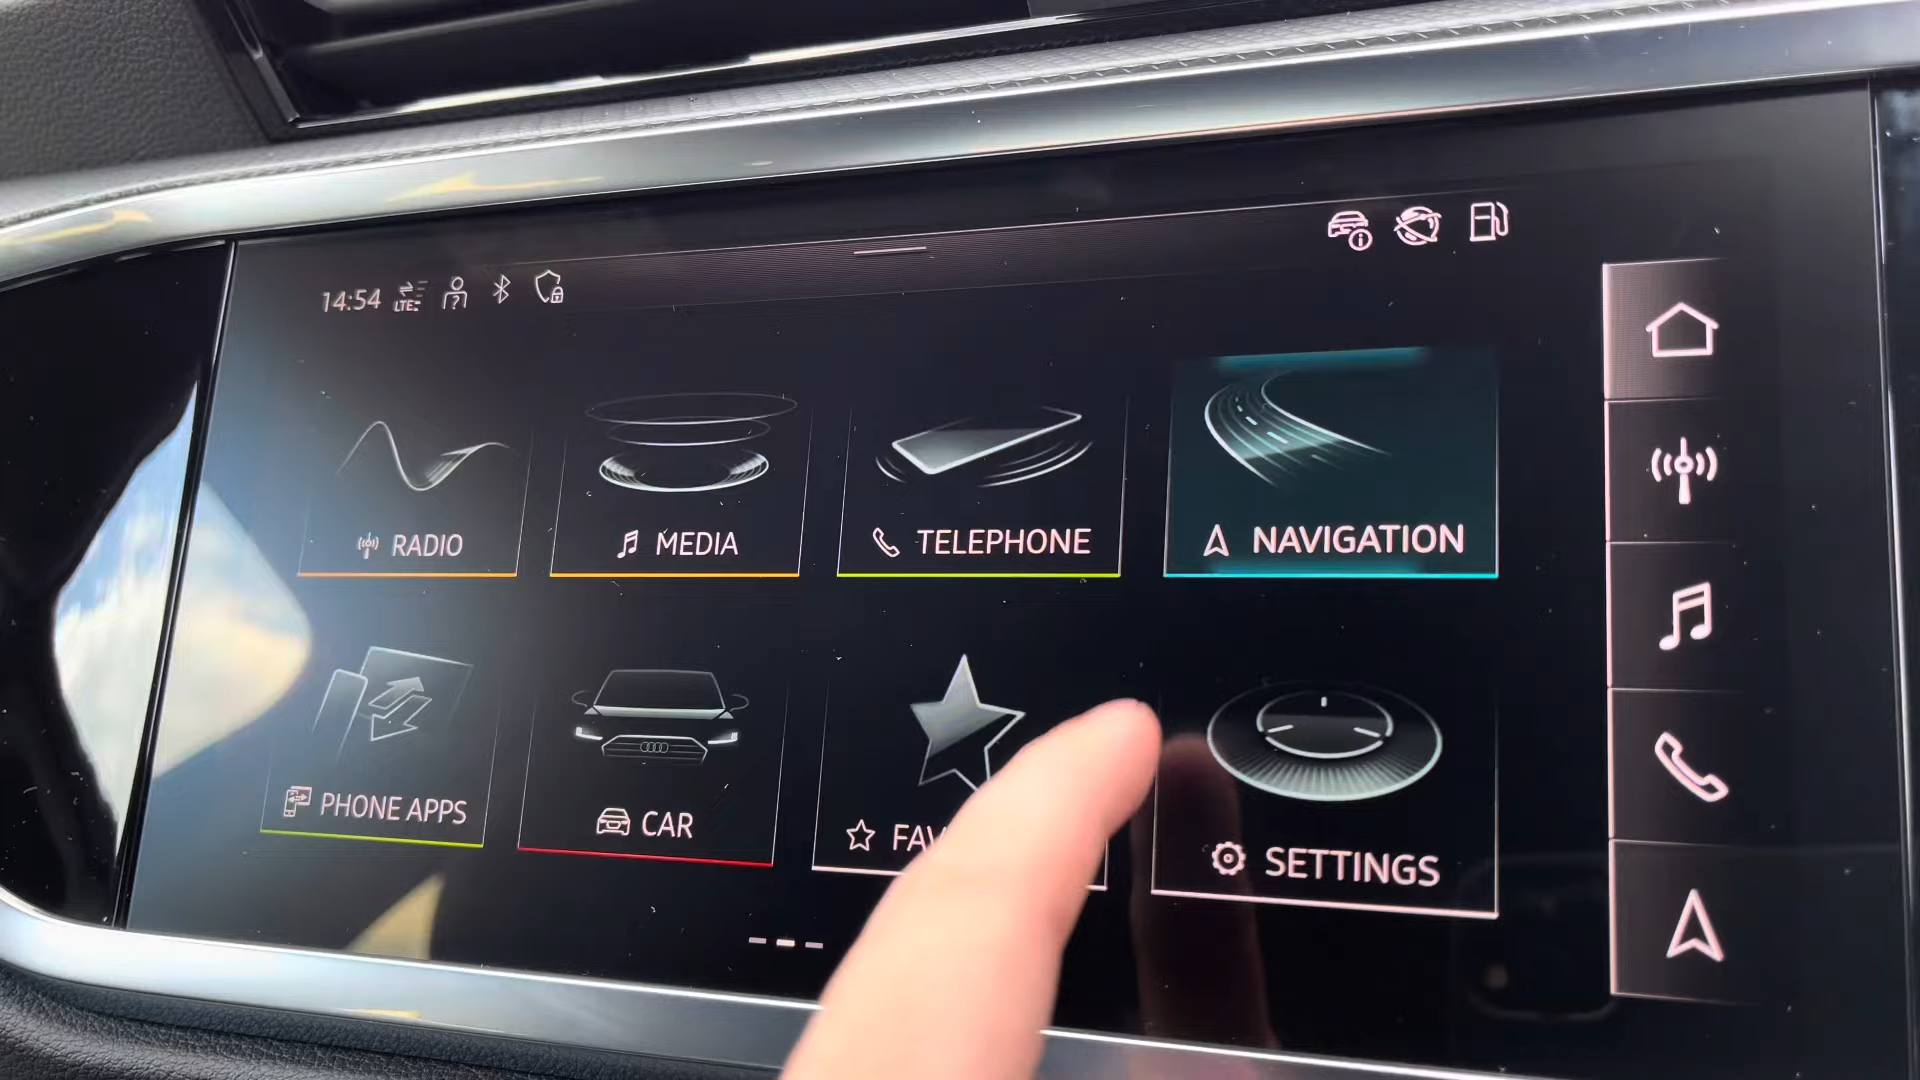 14:54 LTE
RADIO
MEDIA
TELEPHONE
NAVIGATION
PHONE APPS
CAR
SETTINGS